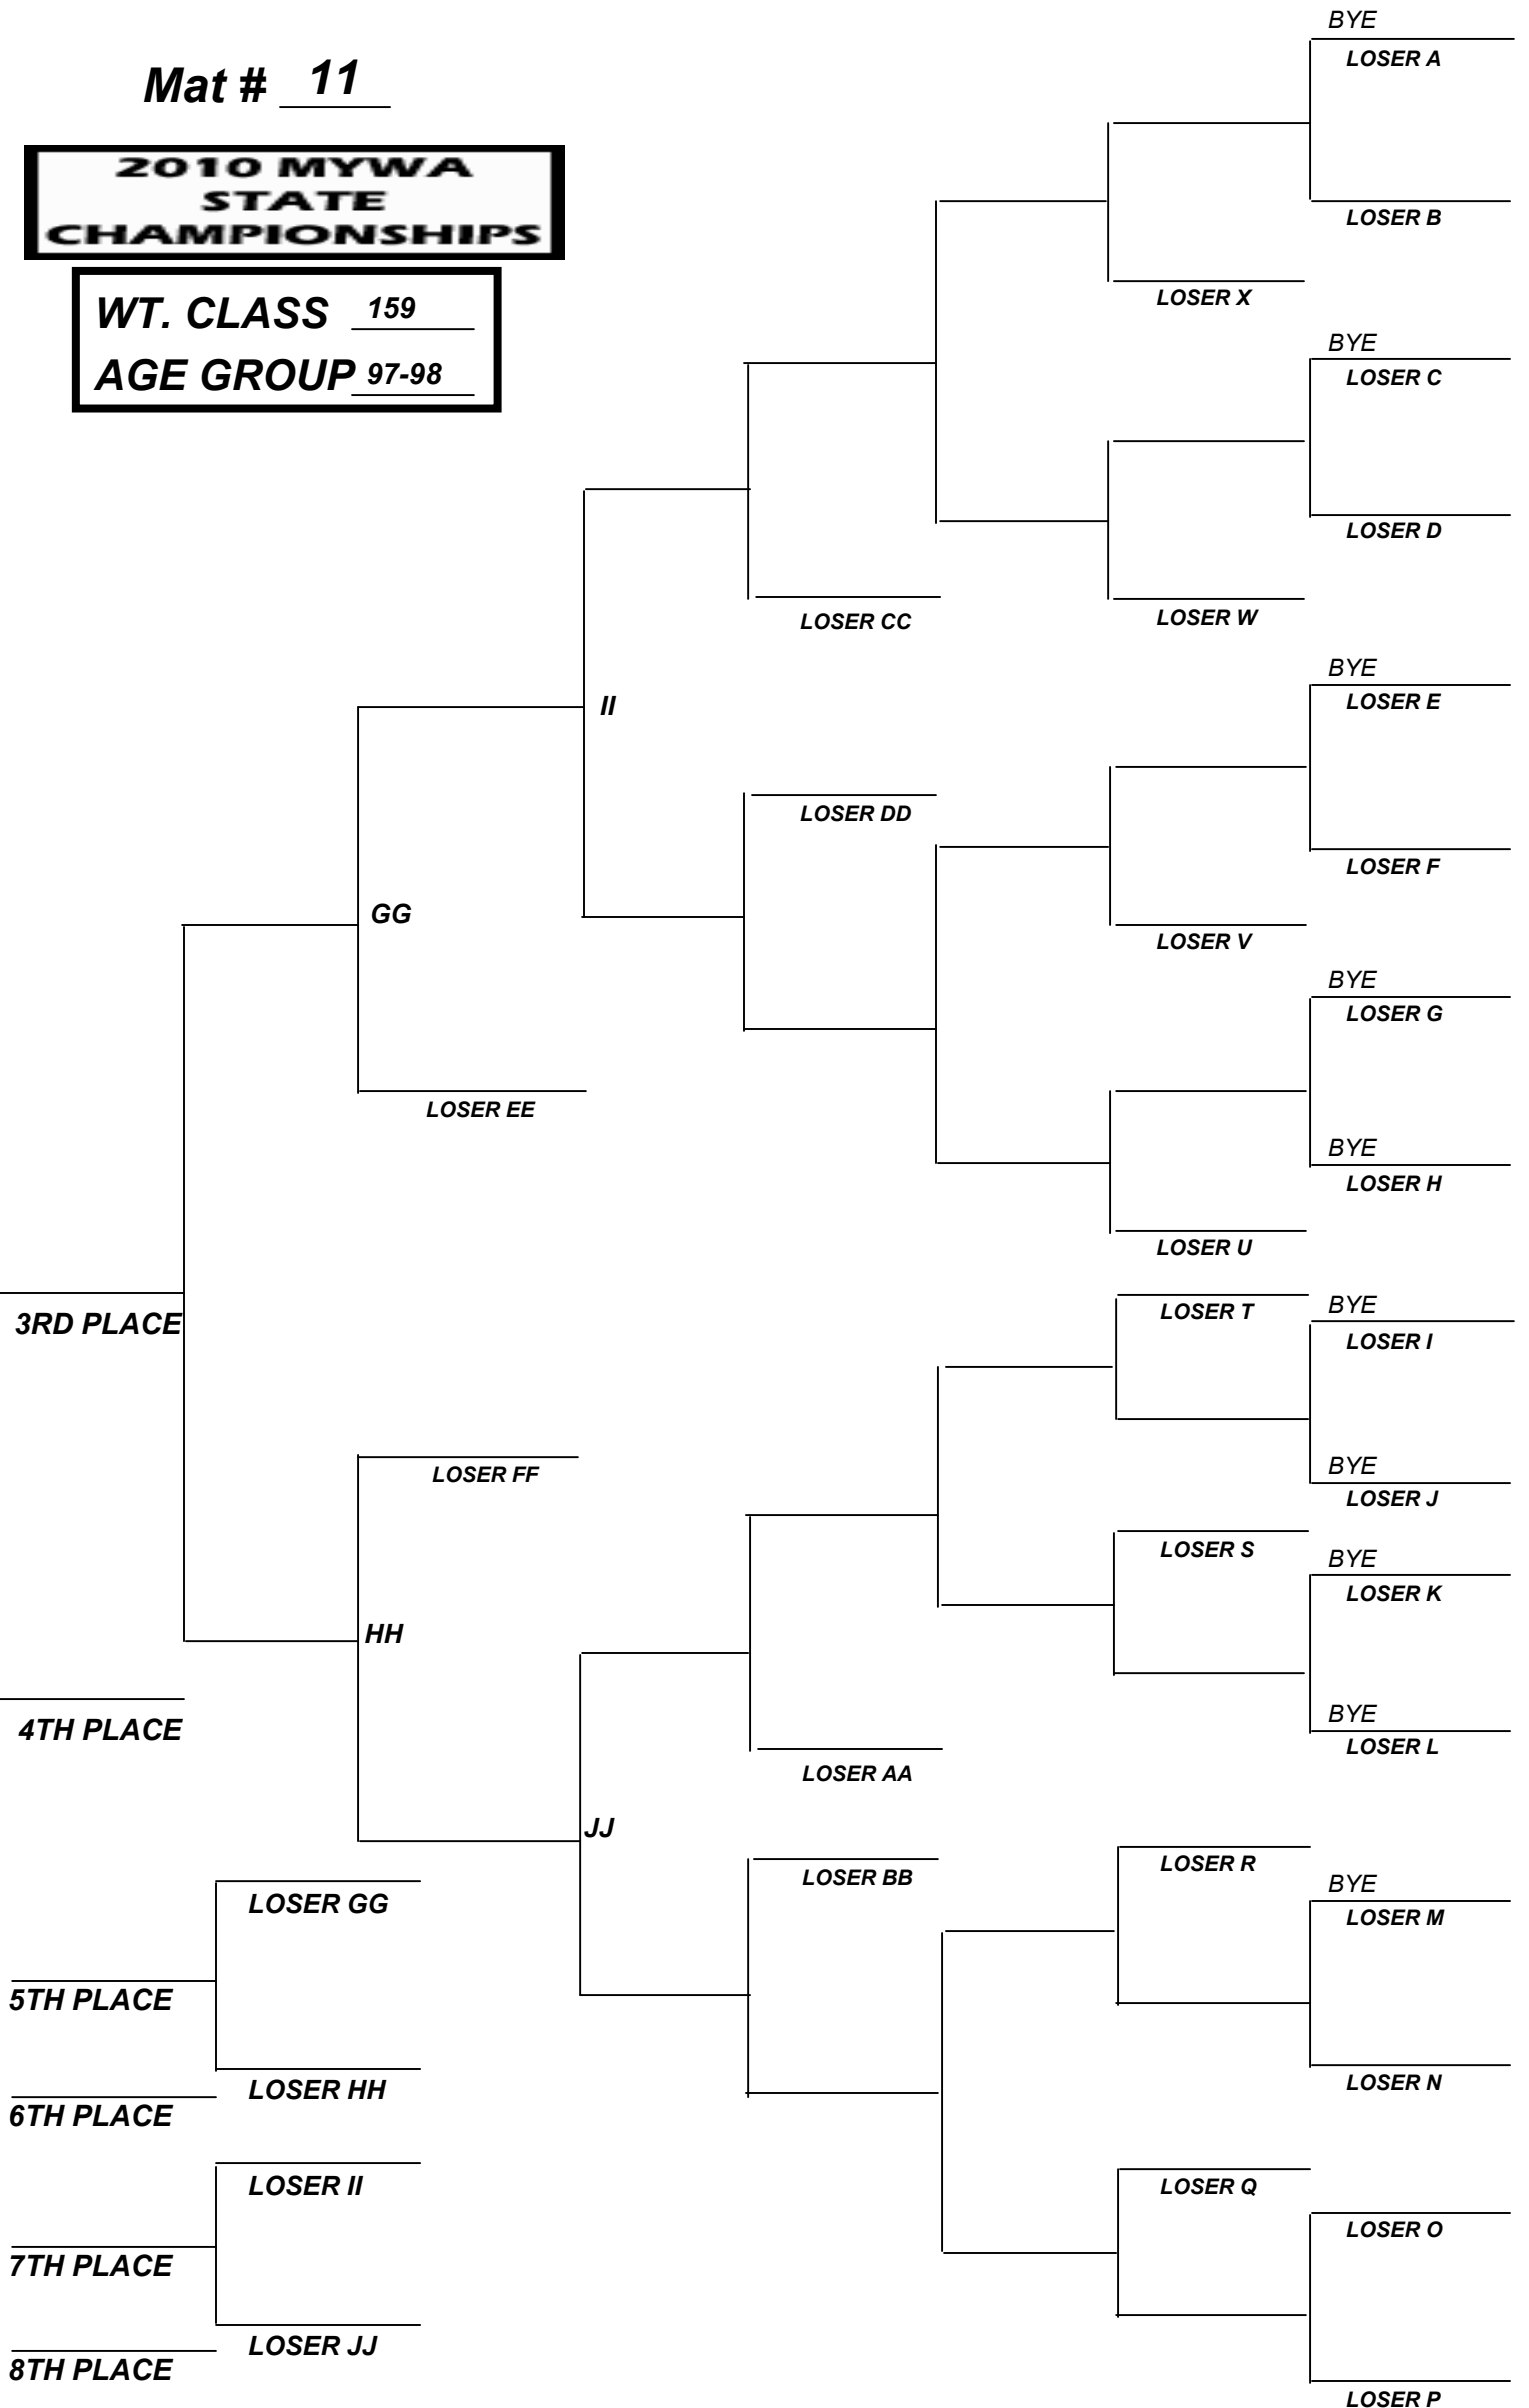 Mat # 11
2010 MYWA
STATE
CHAMPIONSHIPS
WT. CLASS 159
AGE GROUP 97-98
BYE
LOSER A
LOSER B
LOSER X
BYE
LOSER C
LOSER D
LOSER CC
LOSER W
BYE
LOSER E
II
LOSER DD
LOSER F
GG
LOSER V
BYE
LOSER G
LOSER EE
BYE
LOSER H
LOSER U
3RD PLACE
LOSER T
BYE
LOSER I
LOSER FF
BYE
LOSER J
LOSER S
BYE
LOSER K
HH
4TH PLACE
BYE
LOSER L
LOSER AA
JJ
LOSER BB
LOSER R
BYE
LOSER M
LOSER GG
5TH PLACE
LOSER HH
LOSER N
6TH PLACE
LOSER II
LOSER Q
LOSER O
7TH PLACE
LOSER JJ
8TH PLACE
LOSER P